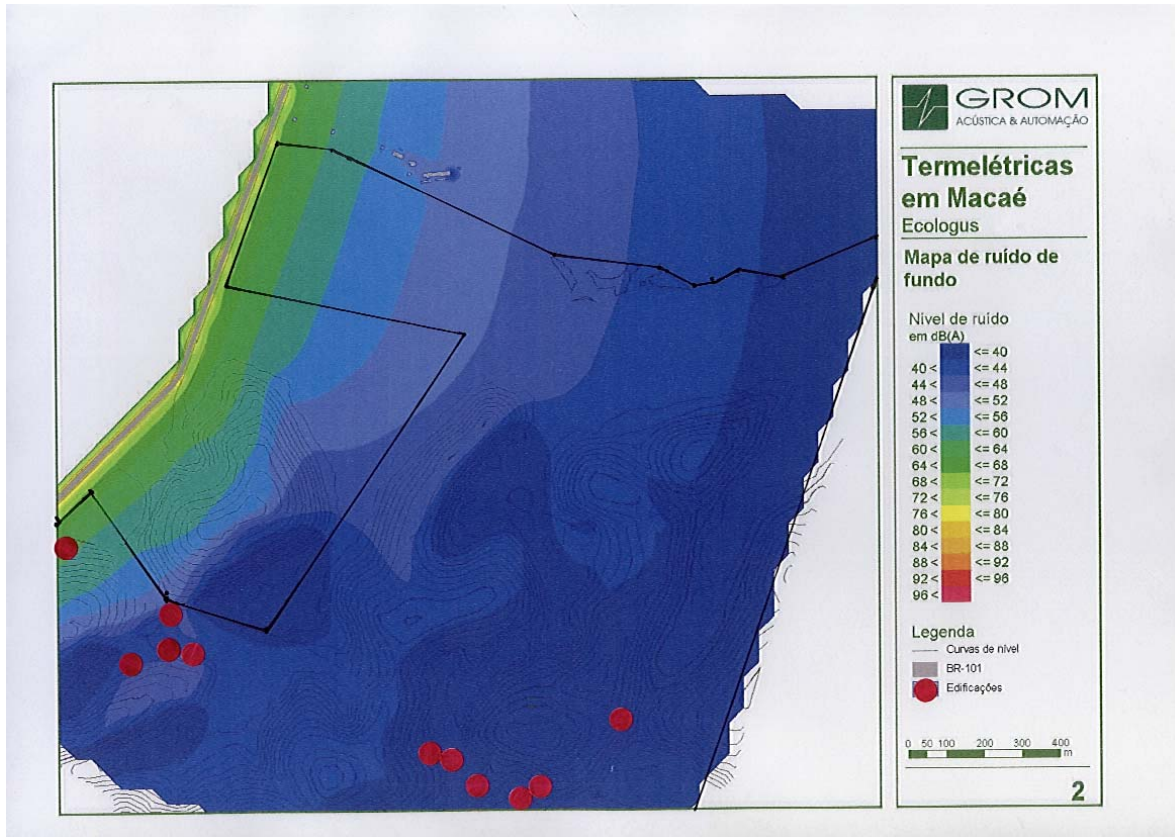 GROM
ACÚSTICA & AUTOMAÇÃO
Termelétricas
em Macaé
Ecologus
Mapa de ruído de
fundo
Nível de ruído
em dB(A)
<= 40
40 < <= 44
44 < <= 48
48 < <= 52
52 < <= 56
56 < <= 60
60 < <= 64
64 < <= 68
68 < <= 72
72 < <= 76
76 < <= 80
80 < <= 84
84 < <= 88
88 < <= 92
92 < <= 96
96 <
Legenda
Curvas de nível
BR-101
Edificações
0 50 100 200 300 400
m
2